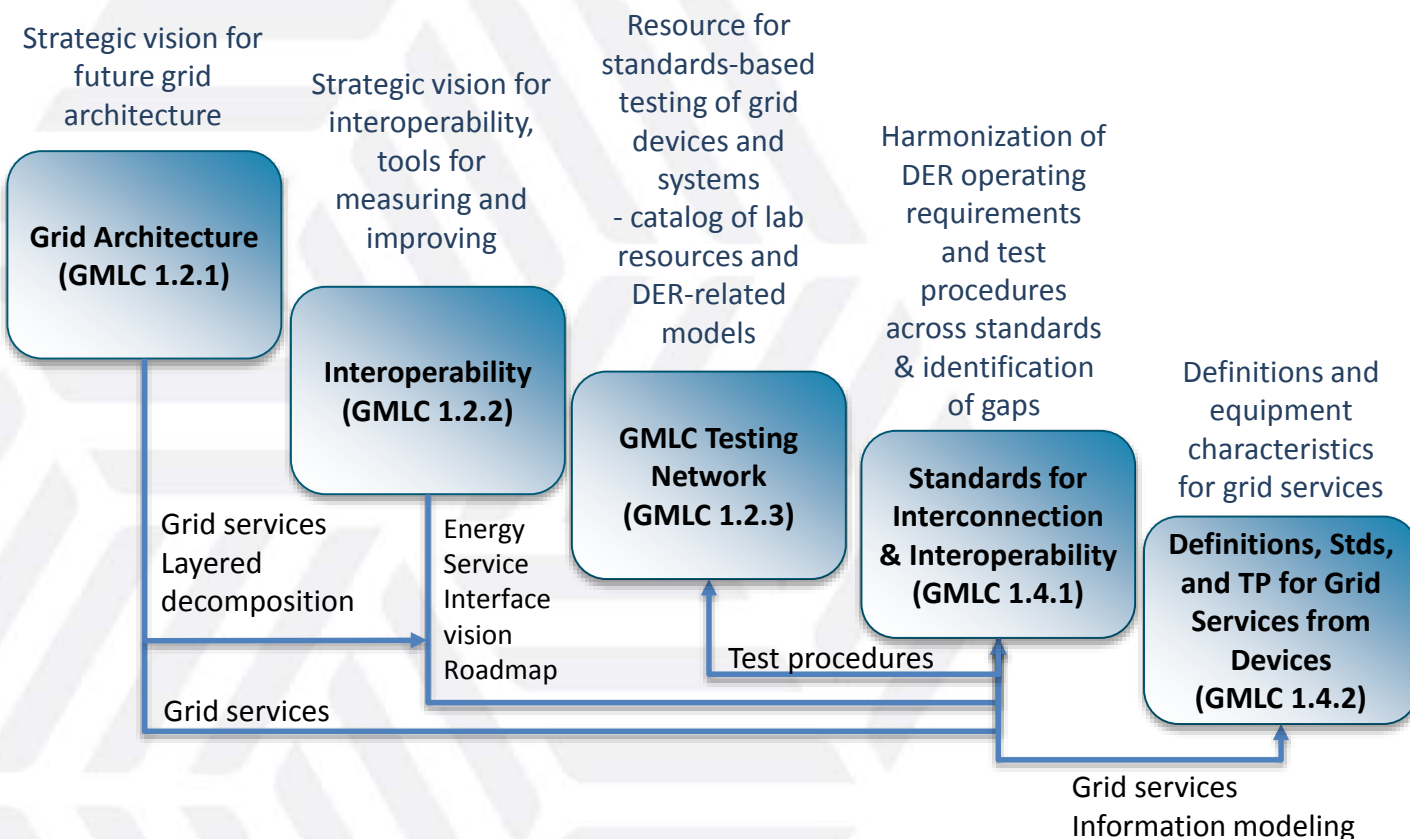 Strategic vision for
future grid
architecture
Grid Architecture
(GMLC 1.2.1)
Strategic vision for
interoperability,
tools for
measuring and
improving
Interoperability
(GMLC 1.2.2)
Resource for
standards-based
testing of grid
devices and
systems
- catalog of lab
resources and
DER-related
models
GMLC Testing
Network
(GMLC 1.2.3)
Harmonization of
DER operating
requirements
and test
procedures
across standards
& identification
of gaps
Standards for
Interconnection
& Interoperability
(GMLC 1.4.1)
Definitions and
equipment
characteristics
for grid services
Definitions, Stds,
and TP for Grid
Services from
Devices
(GMLC 1.4.2)
Grid services
Layered
decomposition
Energy
Service
Interface
vision
Roadmap
Test procedures
Grid services
Grid services
Information modeling